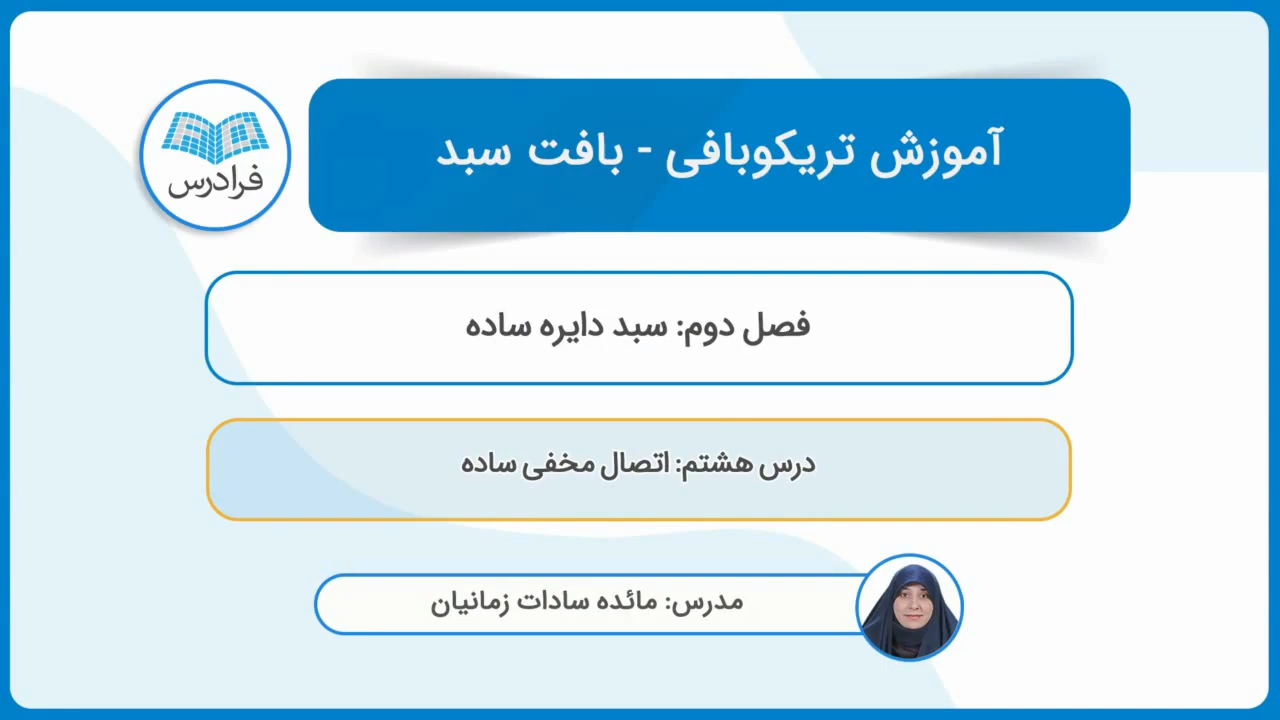 فرادرس
آموزش تریکوبافی - بافت سبد
فصل دوم: سبد دایره ساده
درس هشتم: اتصال مخفی ساده
مدرس: مائده سادات زمانیان